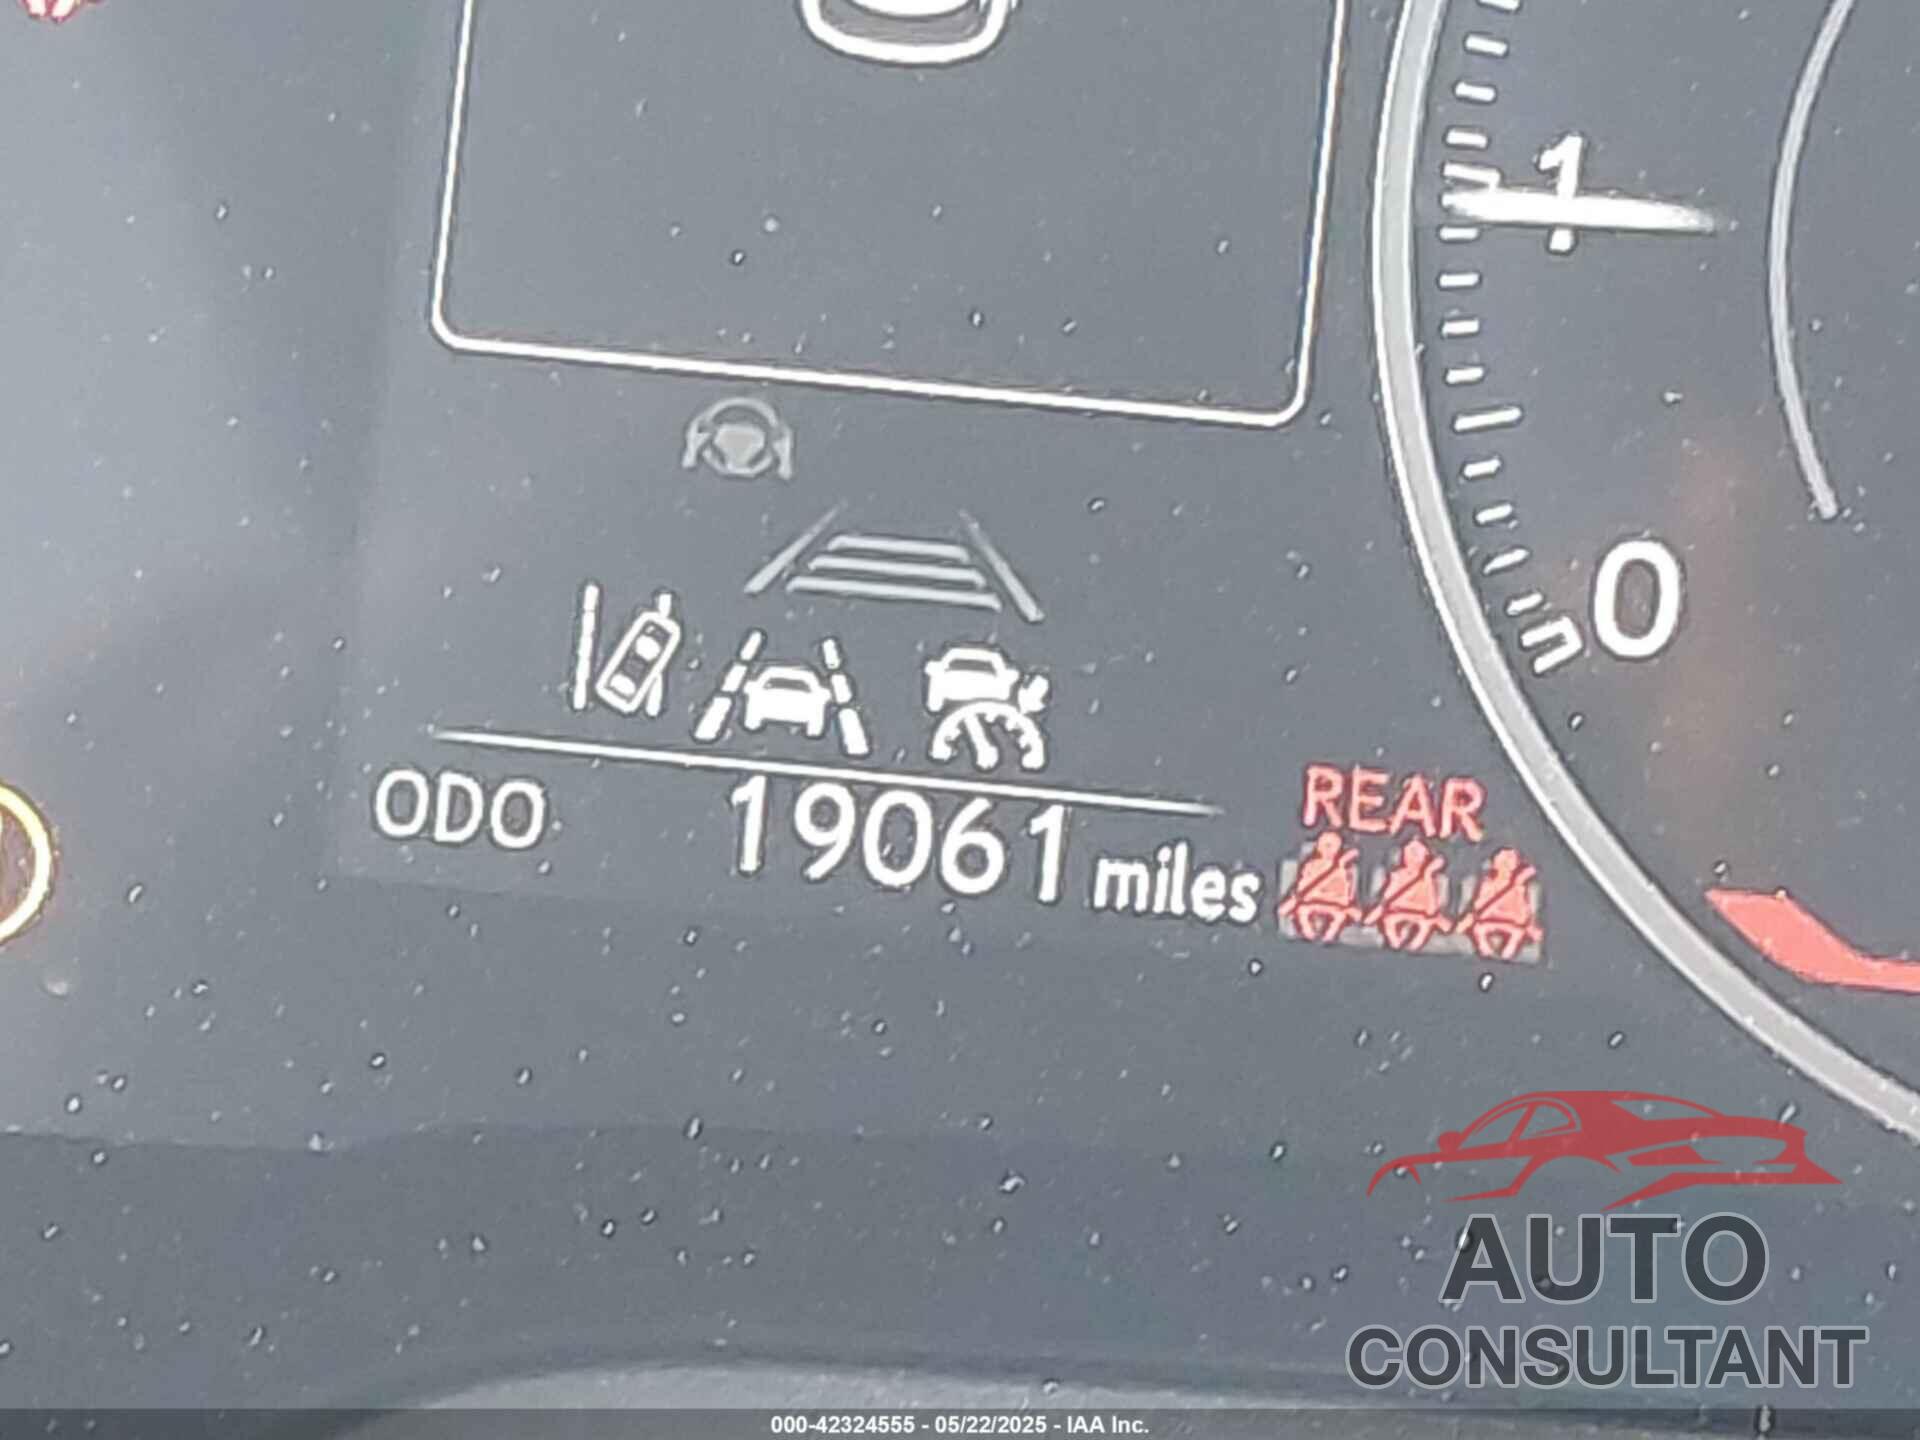 1
0
ODO 19061 miles
REAR
AUTO
CONSULTANT
000-42324555 - 05/22/2025 - IAA Inc.